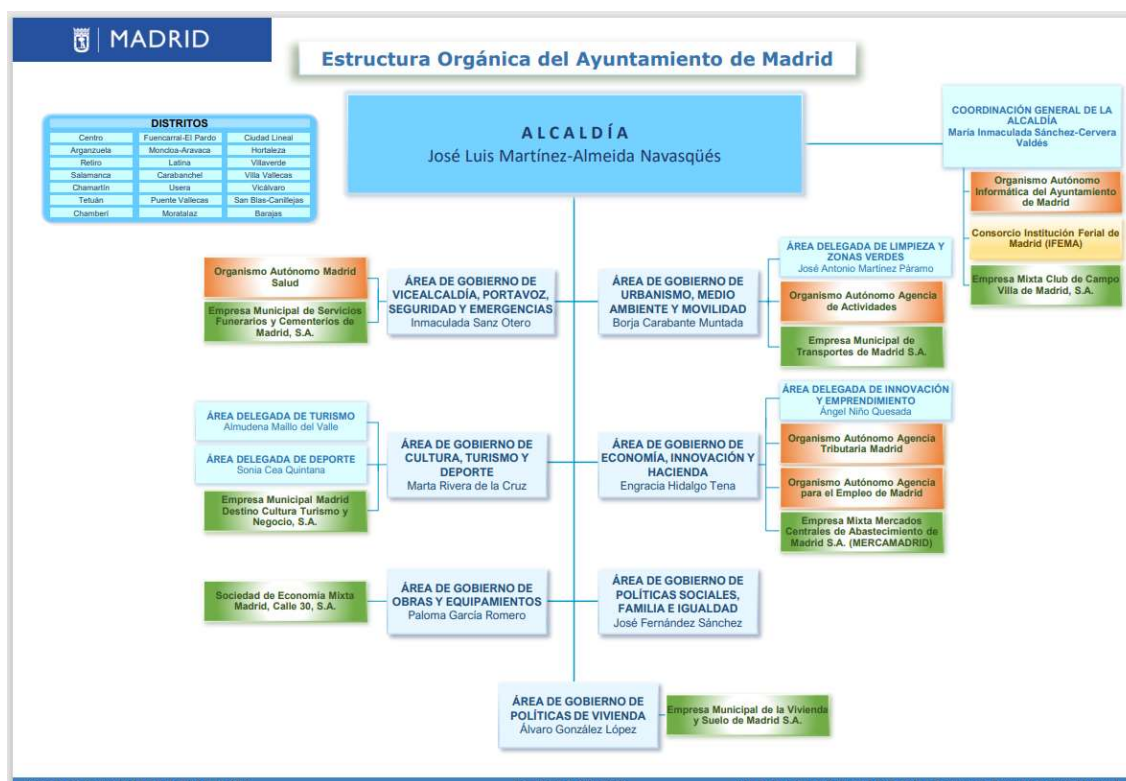 MADRID
Estructura Orgánica del Ayuntamiento de Madrid
DISTRITOS
Centro Fuencarral-El Pardo Ciudad Lineal
Arganzuela Moncloa-Aravaca Hortaleza
Retiro Latina Villaverde
Salamanca Carabanchel Villa Vallecas
Chamartín Usera Vicálvaro
Tetuán Puente Vallecas San Blas-Canillejas
Chamberí Moratalaz Barajas
ALCALDÍA
José Luis Martínez-Almeida Navasqüés
COORDINACIÓN GENERAL DE LA
ALCALDÍA
María Inmaculada Sánchez-Cervera
Valdés
Organismo Autónomo
Informática del Ayuntamiento
de Madrid
Consorcio Institución Ferial de
Madrid (IFEMA)
Empresa Mixta Club de Campo
Villa de Madrid, S.A.
Organismo Autónomo Madrid
Salud
Empresa Municipal de Servicios
Funerarios y Cementerios de
Madrid, S.A.
ÁREA DE GOBIERNO DE
VICEALCALDÍA, PORTAVOZ,
SEGURIDAD Y EMERGENCIAS
Inmaculada Sanz Otero
ÁREA DE GOBIERNO DE
URBANISMO, MEDIO
AMBIENTE Y MOVILIDAD
Borja Carabante Muntada
ÁREA DELEGADA DE LIMPIEZA Y
ZONAS VERDES
José Antonio Martínez Páramo
Organismo Autónomo Agencia
de Actividades
Empresa Municipal de
Transportes de Madrid S.A.
ÁREA DELEGADA DE TURISMO
Almudena Maillo del Valle
ÁREA DELEGADA DE DEPORTE
Sonia Cea Quintana
Empresa Municipal Madrid
Destino Cultura Turismo y
Negocio, S.A.
ÁREA DE GOBIERNO DE
CULTURA, TURISMO Y
DEPORTE
Marta Rivera de la Cruz
ÁREA DE GOBIERNO DE
ECONOMÍA, INNOVACIÓN Y
HACIENDA
Engracia Hidalgo Tena
ÁREA DELEGADA DE INNOVACIÓN
Y EMPRENDIMIENTO
Ángel Niño Quesada
Organismo Autónomo Agencia
Tributaria Madrid
Organismo Autónomo Agencia
para el Empleo de Madrid
Empresa Mixta Mercados
Centrales de Abastecimiento de
Madrid S.A. (MERCAMADRID)
Sociedad de Economía Mixta
Madrid, Calle 30, S.A.
ÁREA DE GOBIERNO DE
OBRAS Y EQUIPAMIENTOS
Paloma García Romero
ÁREA DE GOBIERNO DE
POLÍTICAS SOCIALES,
FAMILIA E IGUALDAD
José Fernández Sánchez
ÁREA DE GOBIERNO DE
POLÍTICAS DE VIVIENDA
Álvaro González López
Empresa Municipal de la Vivienda
y Suelo de Madrid S.A.